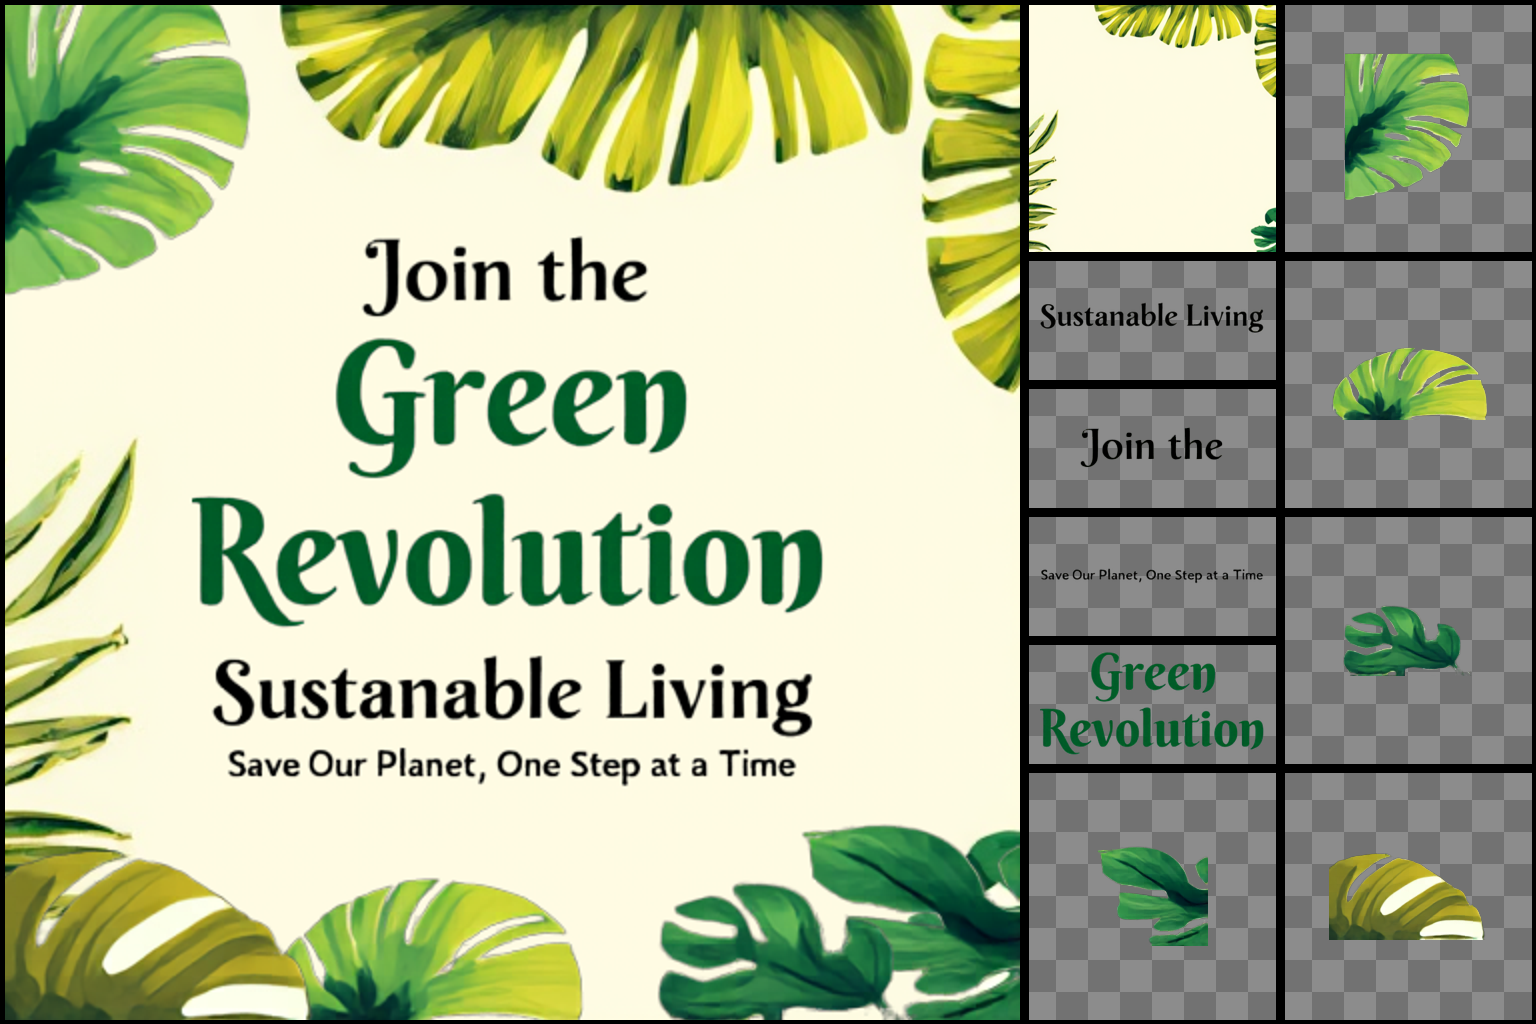 Join the
Green
Revolution
Sustanable Living
Save Our Planet, One Step at a Time
Sustanable Living
Join the
Save Our Planet, One Step at a Time
Green
Revolution